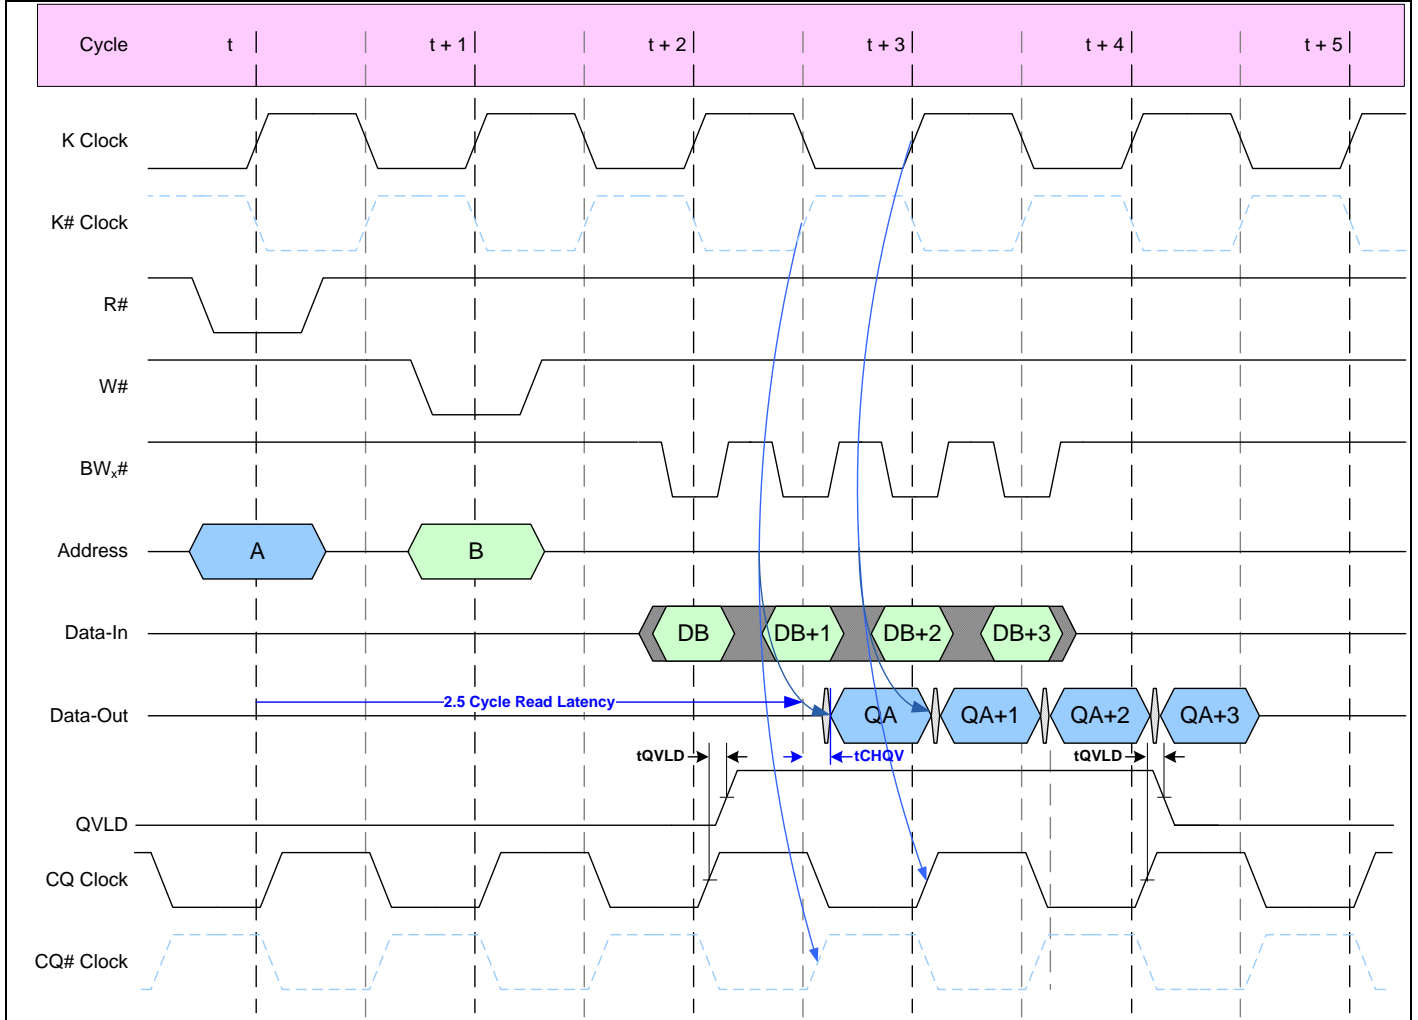 Cycle t t + 1 t + 2 t + 3 t + 4 t + 5
K Clock
K# Clock
R#
W#
BWx#
Address A B
Data-In DB DB+1 DB+2 DB+3
2.5 Cycle Read Latency
Data-Out QA QA+1 QA+2 QA+3
tQVLD tCHQV tQVLD
QVLD
CQ Clock
CQ# Clock